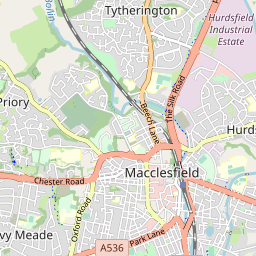 Tytherington
Hurdsfield
Industrial
Estate
Bollin
The Silk Road
Priory
Beech Lane
Hurds
Macclesfield
Chester Road
Oxford Road
vy Meade
A536
Park Lane